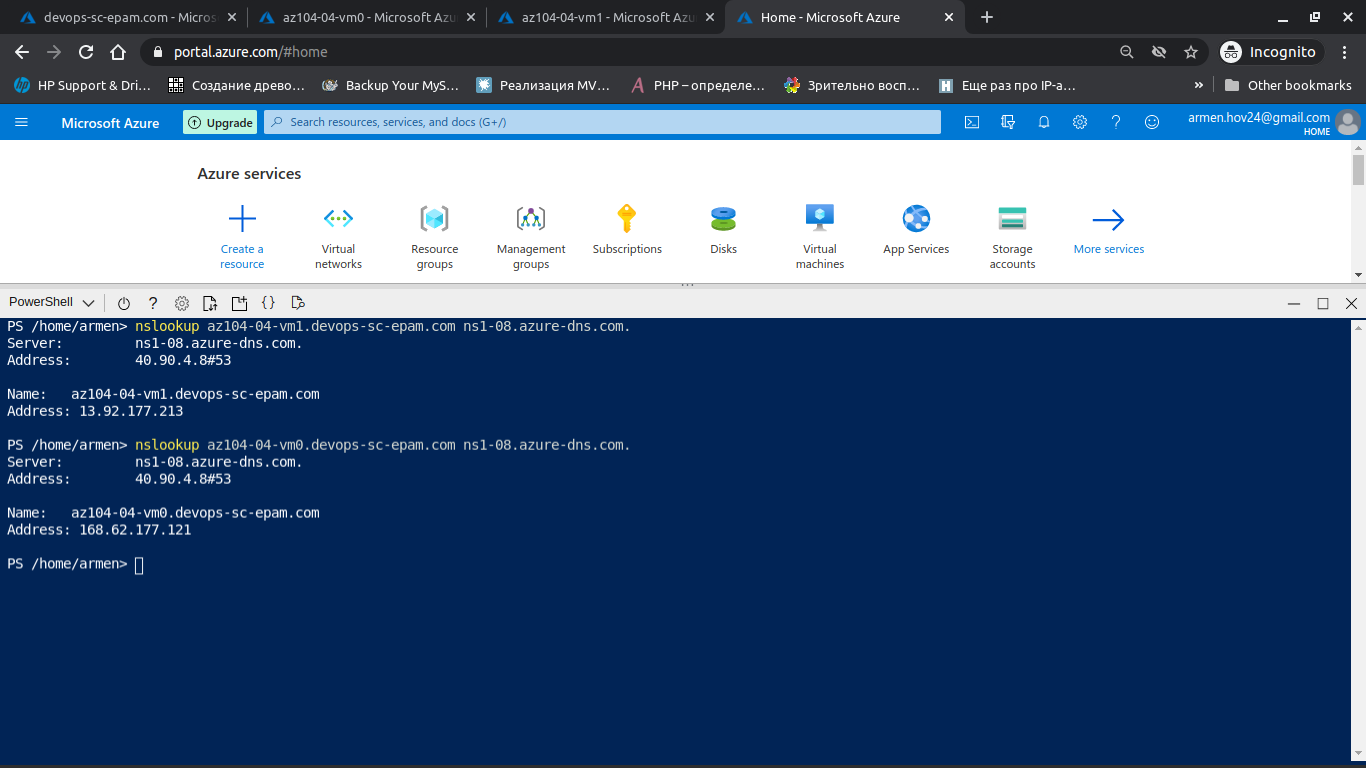 devops-sc-epam.com - Micros
az104-04-vm0 - Microsoft Azu
az104-04-vm1 - Microsoft Azu
Home - Microsoft Azure
portal.azure.com/#home
Incognito
HP Support & Dri…
Создание древо…
Backup Your MyS…
Реализация MV…
PHP – определе…
Зрительно восп…
Еще раз про IP-а…
»
Other bookmarks
Microsoft Azure
Upgrade
Search resources, services, and docs (G+/)
armen.hov24@gmail.com
HOME
Azure services
Create a resource
Virtual networks
Resource groups
Management groups
Subscriptions
Disks
Virtual machines
App Services
Storage accounts
More services
PowerShell
PS /home/armen> nslookup az104-04-vm1.devops-sc-epam.com ns1-08.azure-dns.com.
Server: ns1-08.azure-dns.com.
Address: 40.90.4.8#53
Name: az104-04-vm1.devops-sc-epam.com
Address: 13.92.177.213
PS /home/armen> nslookup az104-04-vm0.devops-sc-epam.com ns1-08.azure-dns.com.
Server: ns1-08.azure-dns.com.
Address: 40.90.4.8#53
Name: az104-04-vm0.devops-sc-epam.com
Address: 168.62.177.121
PS /home/armen>